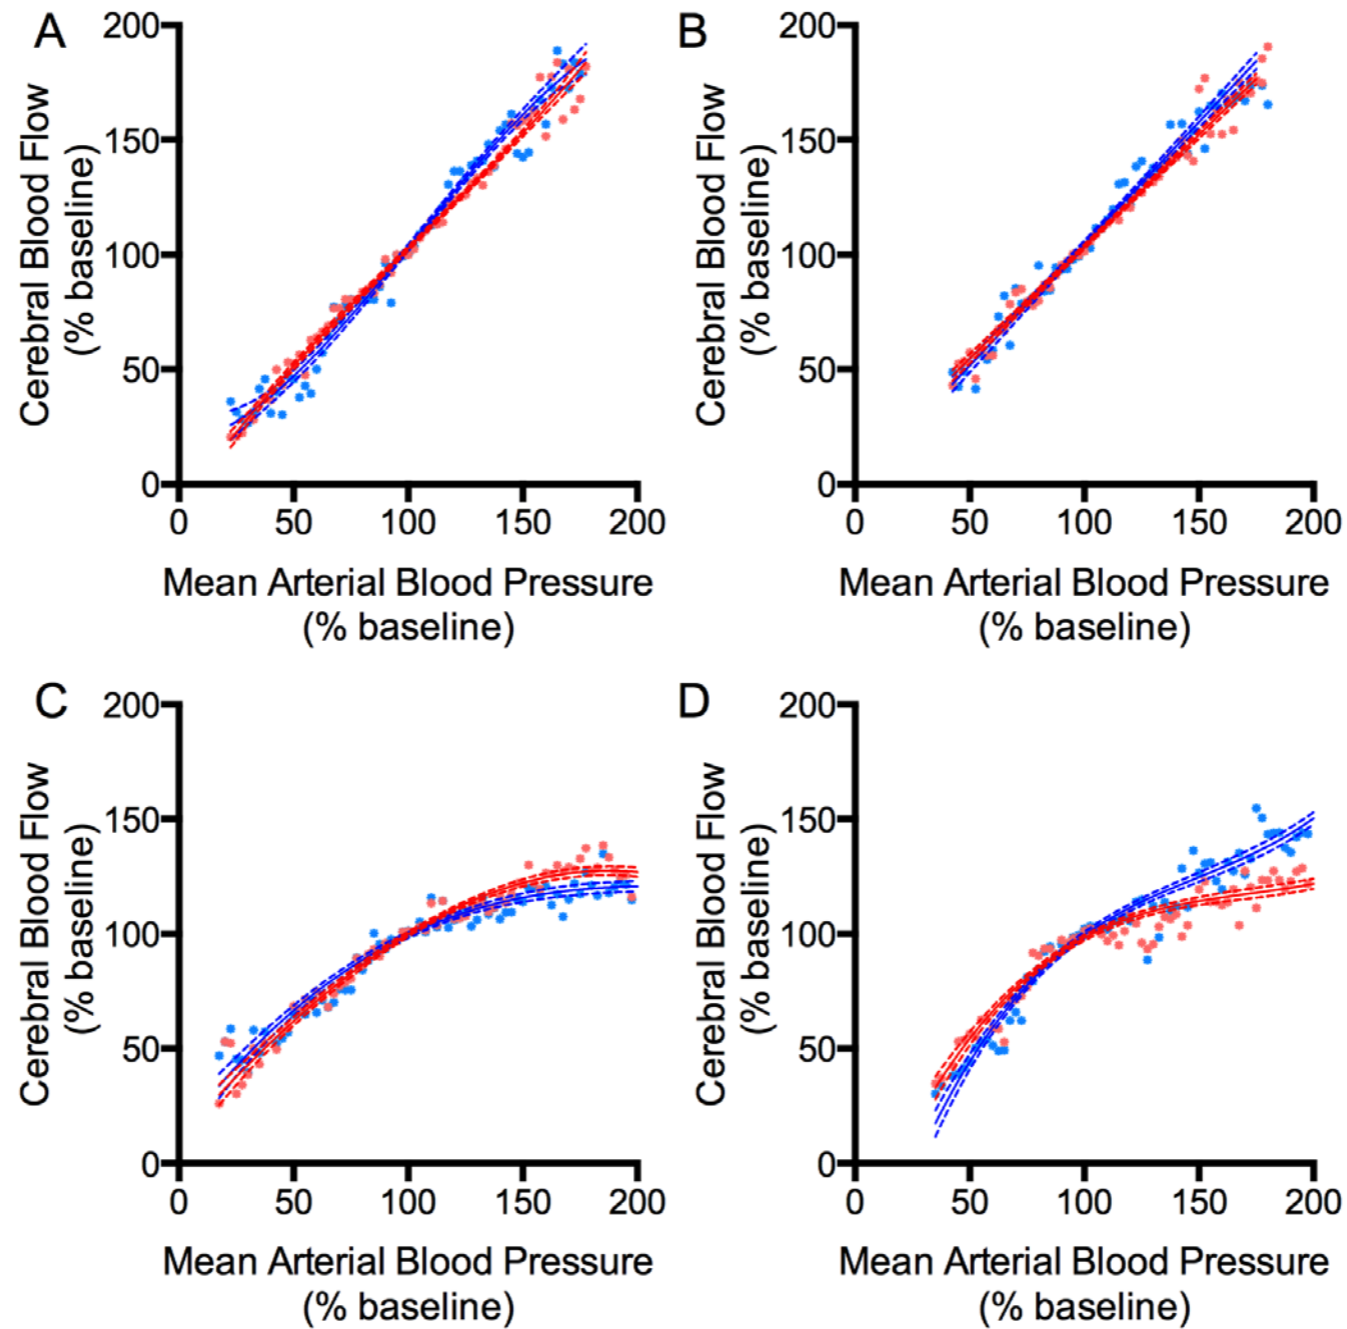 A
200
150
100
50
0
Cerebral Blood Flow
(% baseline)
0 50 100 150 200
Mean Arterial Blood Pressure
(% baseline)
B
200
150
100
50
0
Cerebral Blood Flow
(% baseline)
0 50 100 150 200
Mean Arterial Blood Pressure
(% baseline)
C
200
150
100
50
0
Cerebral Blood Flow
(% baseline)
0 50 100 150 200
Mean Arterial Blood Pressure
(% baseline)
D
200
150
100
50
0
Cerebral Blood Flow
(% baseline)
0 50 100 150 200
Mean Arterial Blood Pressure
(% baseline)